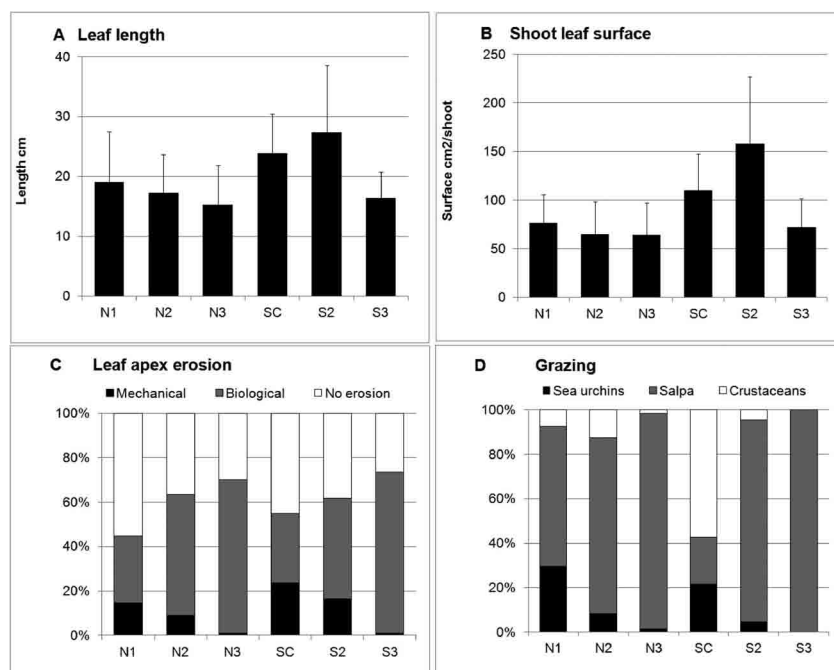 A Leaf length
40
30
20
10
0
Length cm
N1 N2 N3 SC S2 S3
B Shoot leaf surface
250
200
150
100
50
0
Surface cm2/shoot
N1 N2 N3 SC S2 S3
C Leaf apex erosion
Mechanical Biological No erosion
100%
80%
60%
40%
20%
0%
N1 N2 N3 SC S2 S3
D Grazing
Sea urchins Salpa Crustaceans
100%
80%
60%
40%
20%
0%
N1 N2 N3 SC S2 S3